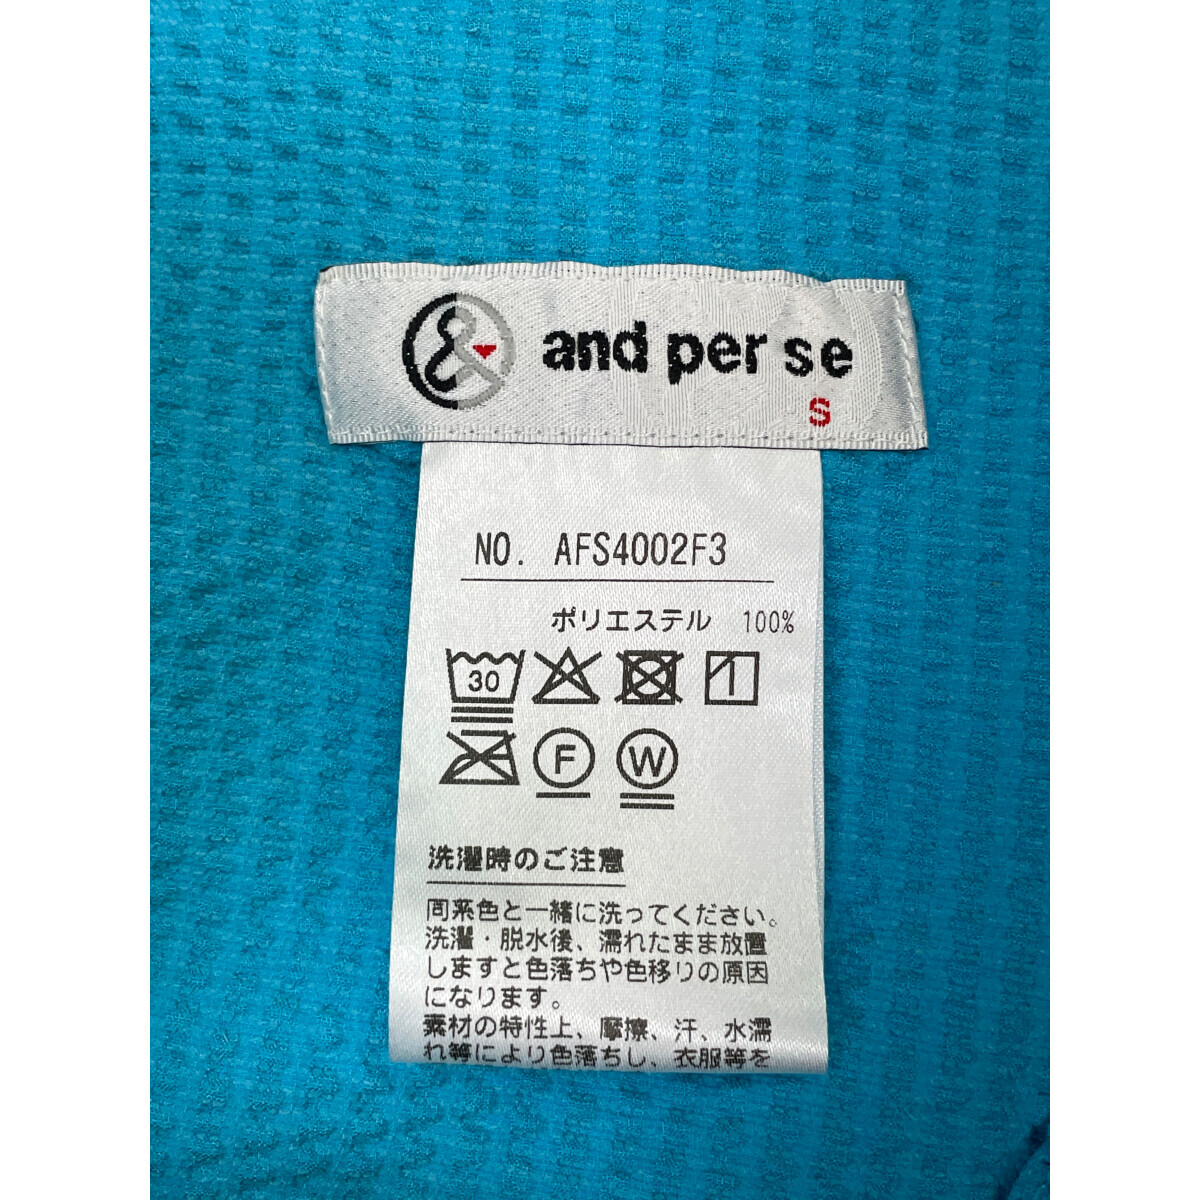 and per se
S
NO. AFS4002F3
ポリエステル 100%
30
F
W
洗濯時のご注意
同系色と一緒に洗ってください。
洗濯・脱水後、濡れたまま放置
しますと色落ちや色移りの原因
になります。
素材の特性上、摩擦、汗、水濡
れ等により色落ちし、衣服等を